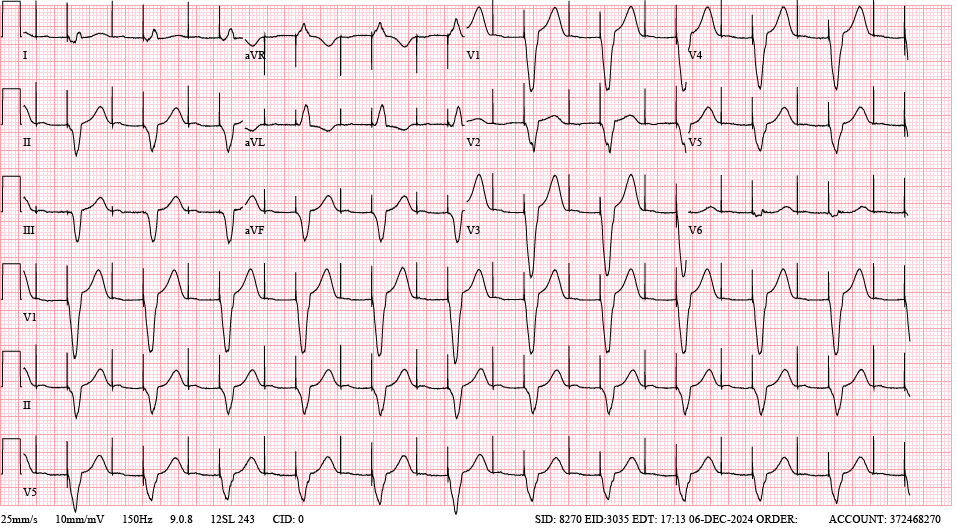 I aVR V1 V4
II aVL V2 V5
III aVF V3 V6
V1
II
V5
25mm/s 10mm/mV 150Hz 9.0.8 12SL 243 CID: 0 SID: 8270 EID:3035 EDT: 17:13 06-DEC-2024 ORDER: ACCOUNT: 372468270